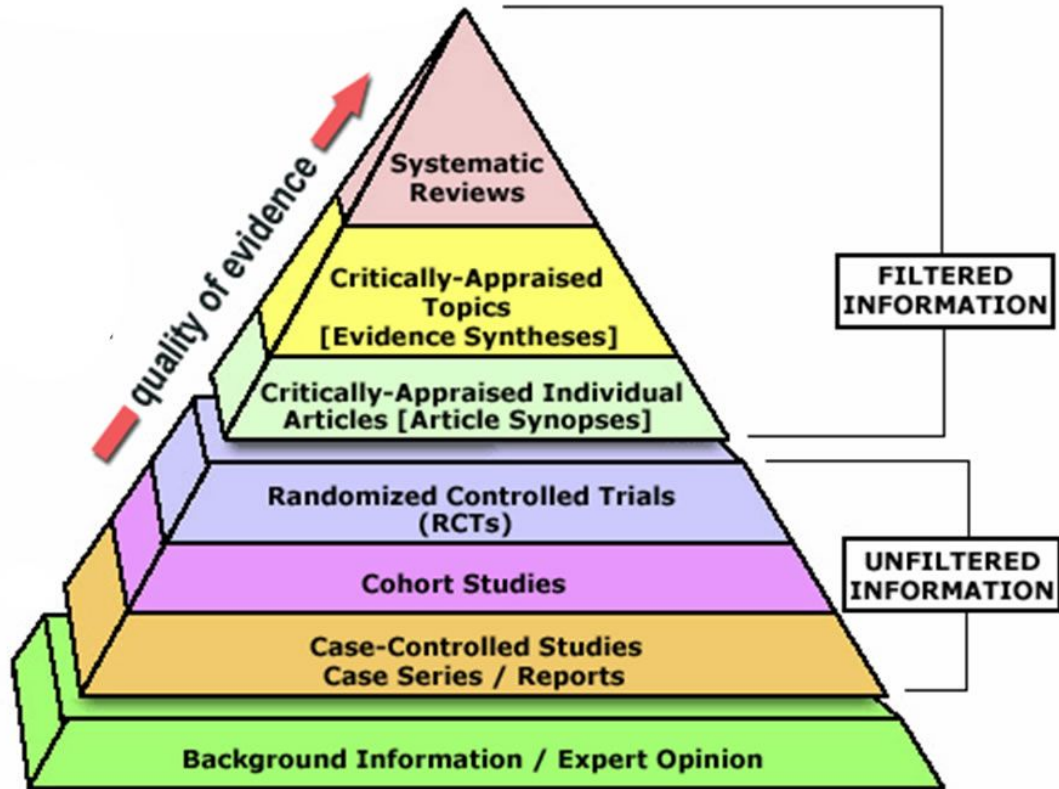 quality of evidence
Systematic
Reviews
Critically-Appraised
Topics
[Evidence Syntheses]
Critically-Appraised Individual
Articles [Article Synopses]
Randomized Controlled Trials
(RCTs)
Cohort Studies
Case-Controlled Studies
Case Series / Reports
Background Information / Expert Opinion
FILTERED
INFORMATION
UNFILTERED
INFORMATION